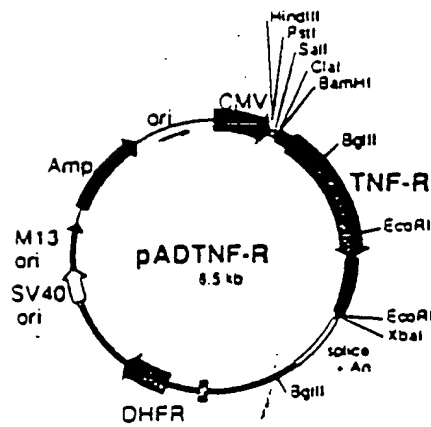 HindIII
PstI
SalI
ClaI
BamHI
CMV
ori
BglII
Amp
TNF-R
EcoRI
M13
ori
pADTNF-R
8.5 kb
SV40
ori
EcoRI
XbaI
splice
+ An
BglII
DHFR